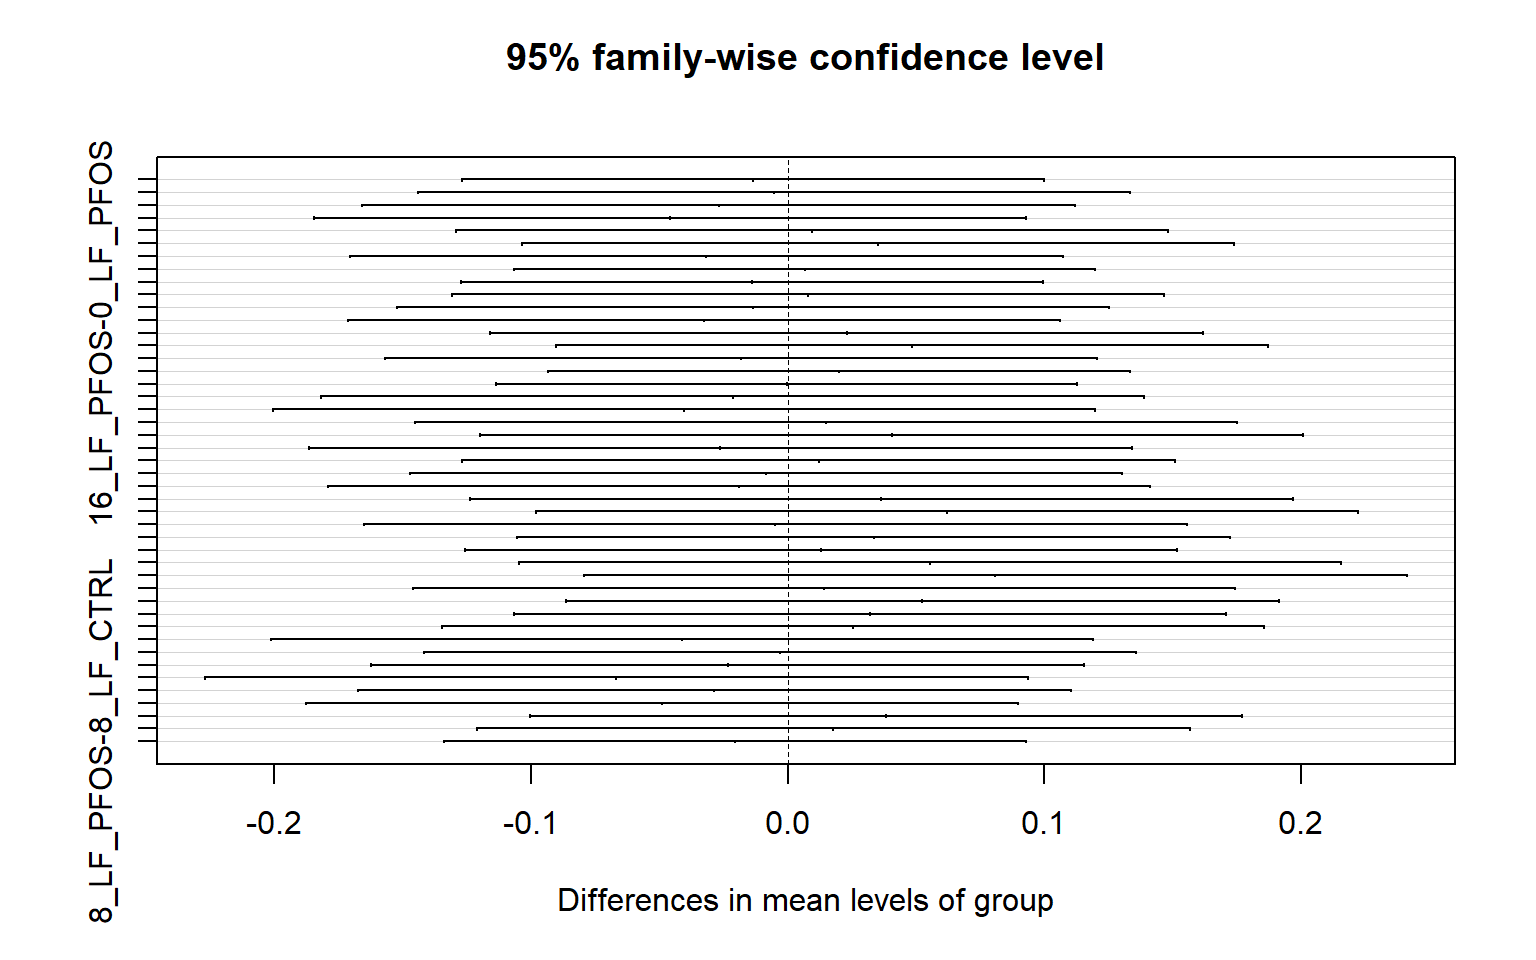 95% family-wise confidence level
16_LF_PFOS-0_LF_PFOS
8_LF_PFOS-8_LF_CTRL
-0.2 -0.1 0.0 0.1 0.2
Differences in mean levels of group